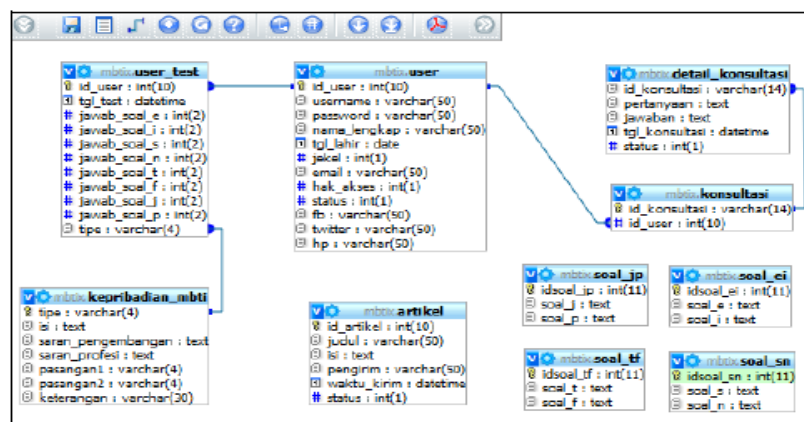 mbtix.user_test
id_user : int(10)
tgl_test : datetime
jawab_soal_e : int(2)
jawab_soal_i : int(2)
jawab_soal_s : int(2)
jawab_soal_n : int(2)
jawab_soal_t : int(2)
jawab_soal_f : int(2)
jawab_soal_j : int(2)
jawab_soal_p : int(2)
tipe : varchar(4)
mbtix.user
id_user : int(10)
username : varchar(50)
password : varchar(50)
nama_lengkap : varchar(50)
tgl_lahir : date
jekel : int(1)
email : varchar(50)
hak_akses : int(1)
status : int(1)
fb : varchar(50)
twitter : varchar(50)
hp : varchar(50)
mbtix.detail_konsultasi
id_konsultasi : varchar(14)
pertanyaan : text
jawaban : text
tgl_konsultasi : datetime
status : int(1)
mbtix.konsultasi
id_konsultasi : varchar(14)
id_user : int(10)
mbtix.kepribadian_mbti
tipe : varchar(4)
isi : text
saran_pengembangan : text
saran_profesi : text
pasangan1 : varchar(4)
pasangan2 : varchar(4)
keterangan : varchar(30)
mbtix.artikel
id_artikel : int(10)
judul : varchar(50)
isi : text
pengirim : varchar(50)
waktu_kirim : datetime
status : int(1)
mbtix.soal_jp
idsoal_jp : int(11)
soal_j : text
soal_p : text
mbtix.soal_ei
idsoal_ei : int(11)
soal_e : text
soal_i : text
mbtix.soal_tf
idsoal_tf : int(11)
soal_t : text
soal_f : text
mbtix.soal_sn
idsoal_sn : int(11)
soal_s : text
soal_n : text